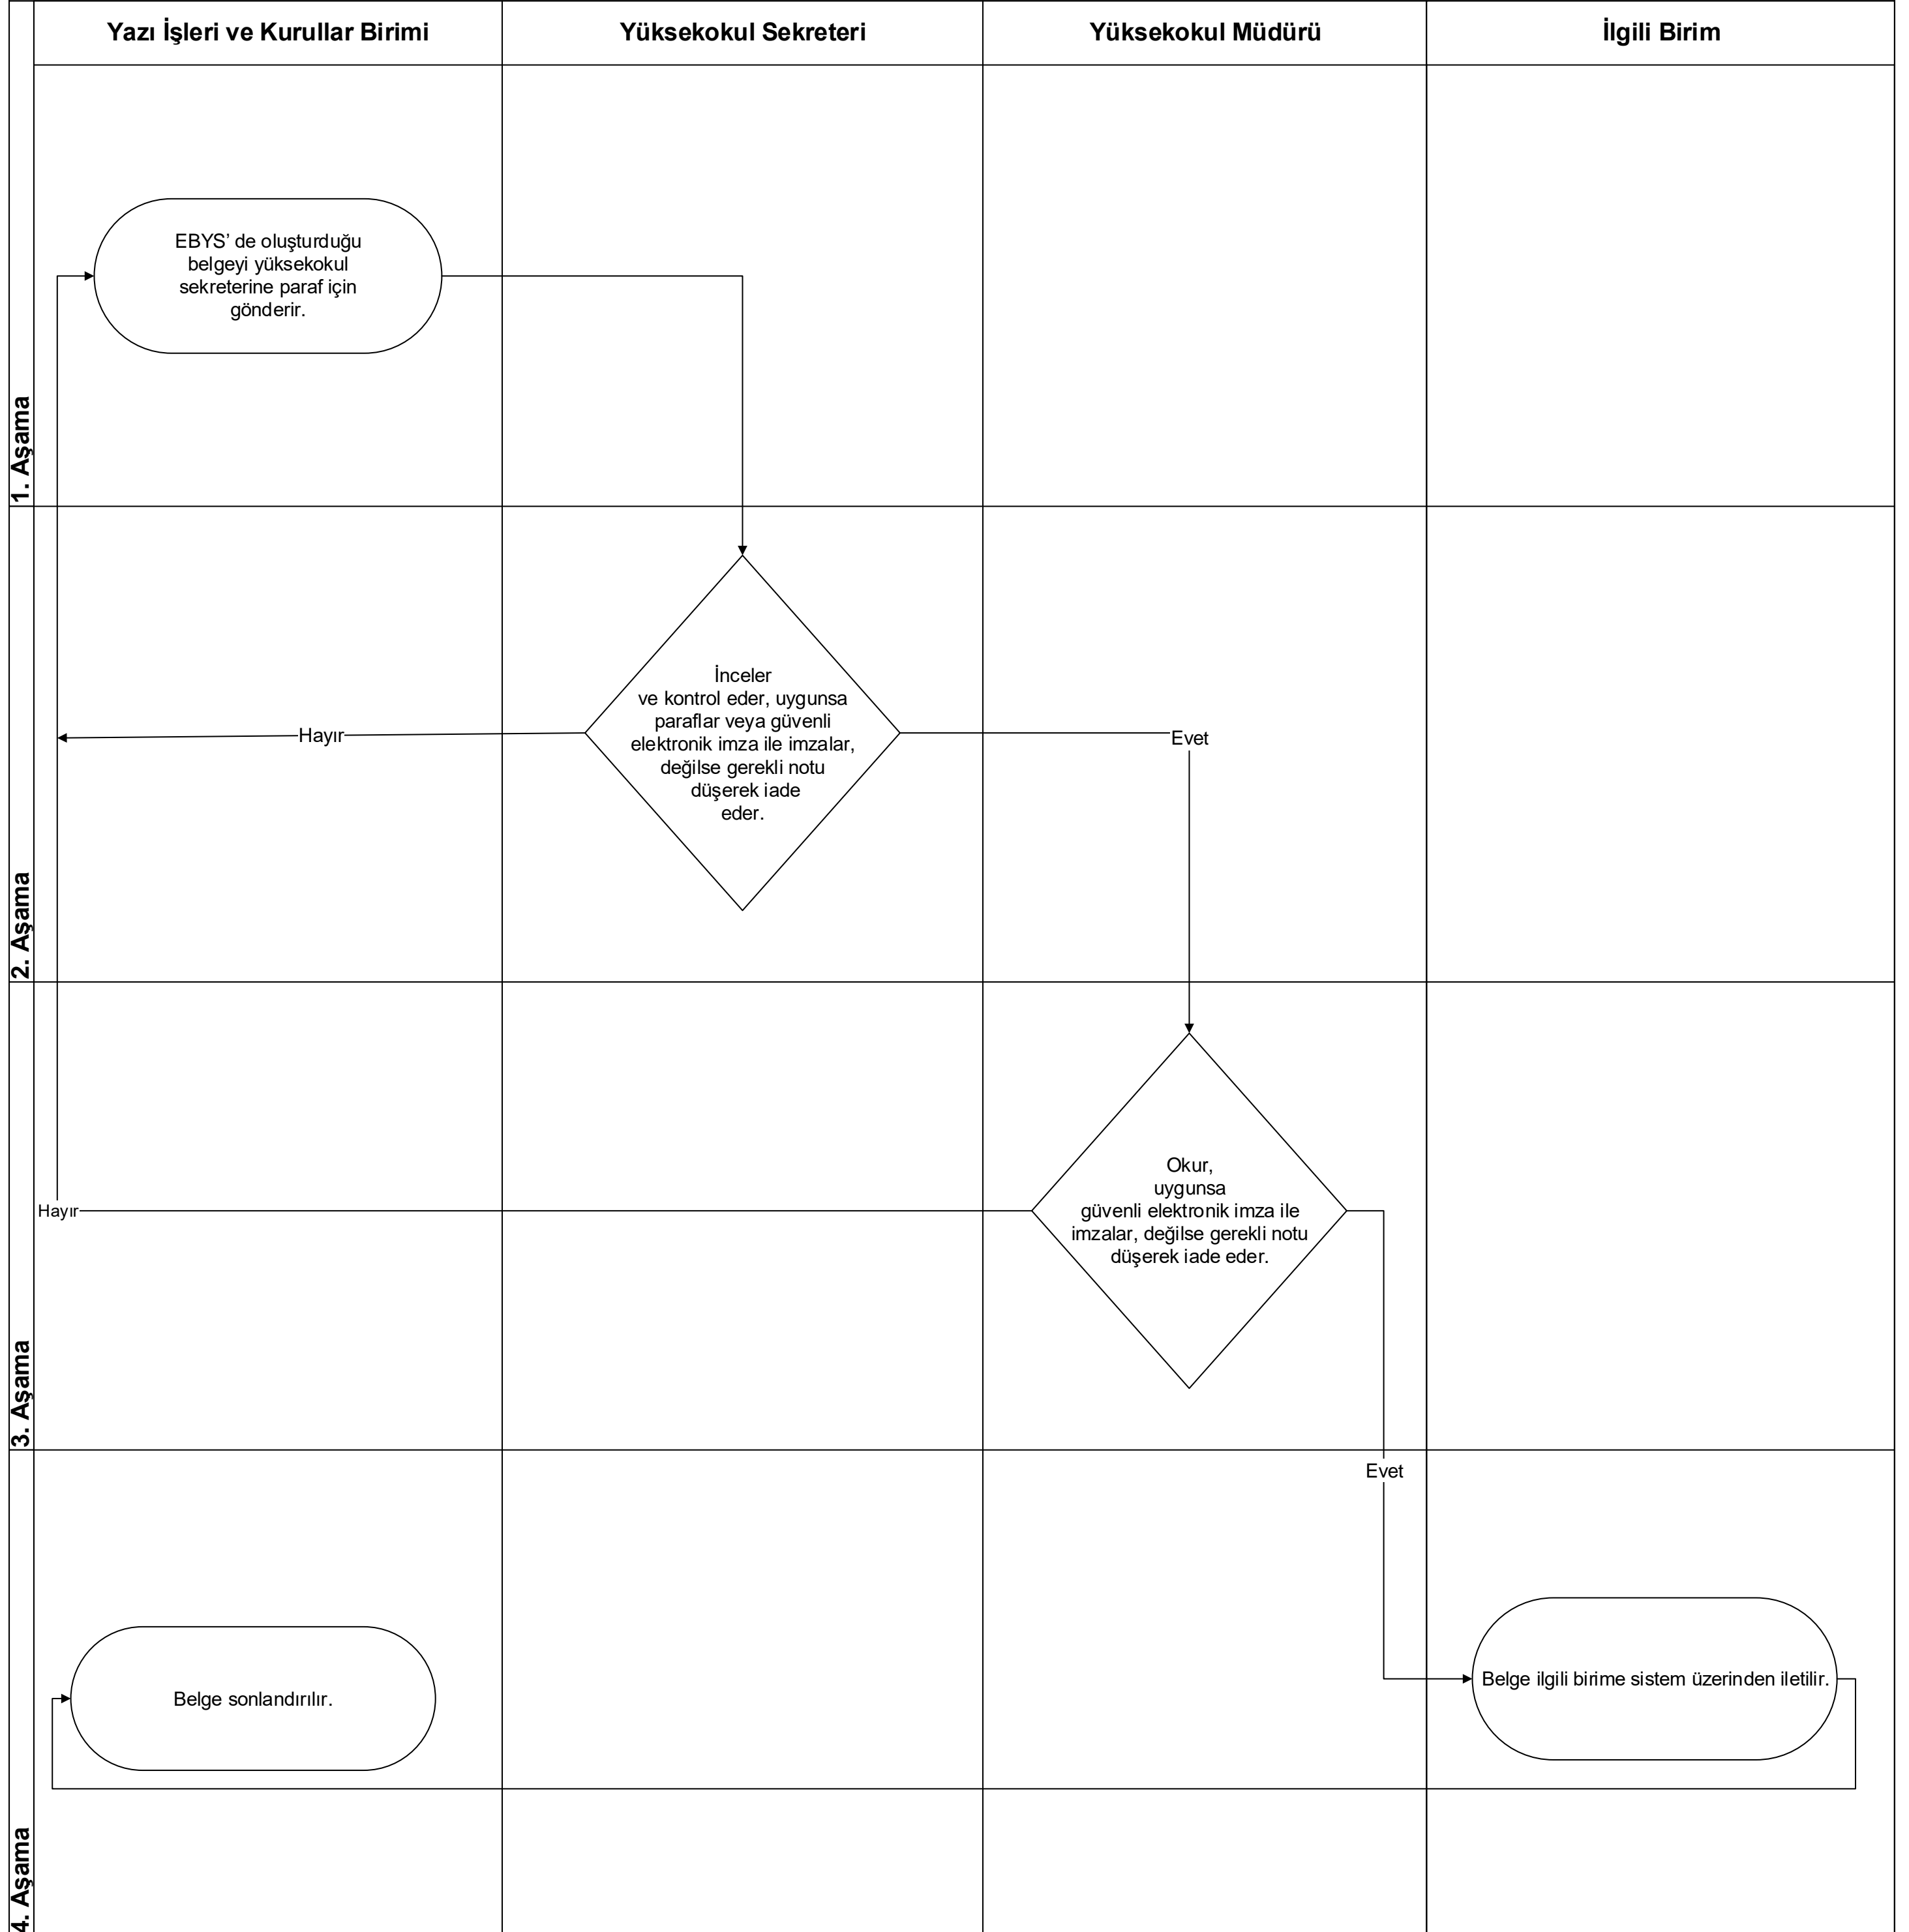 Yazı İşleri ve Kurullar Birimi
Yüksekokul Sekreteri
Yüksekokul Müdürü
İlgili Birim
1. Aşama
EBYS’ de oluşturduğu
belgeyi yüksekokul
sekreterine paraf için
gönderir.
2. Aşama
Hayır
İnceler
ve kontrol eder, uygunsa
paraflar veya güvenli
elektronik imza ile imzalar,
değilse gerekli notu
düşerek iade
eder.
Evet
3. Aşama
Hayır
Okur,
uygunsa
güvenli elektronik imza ile
imzalar, değilse gerekli notu
düşerek iade eder.
4. Aşama
Evet
Belge sonlandırılır.
Belge ilgili birime sistem üzerinden iletilir.